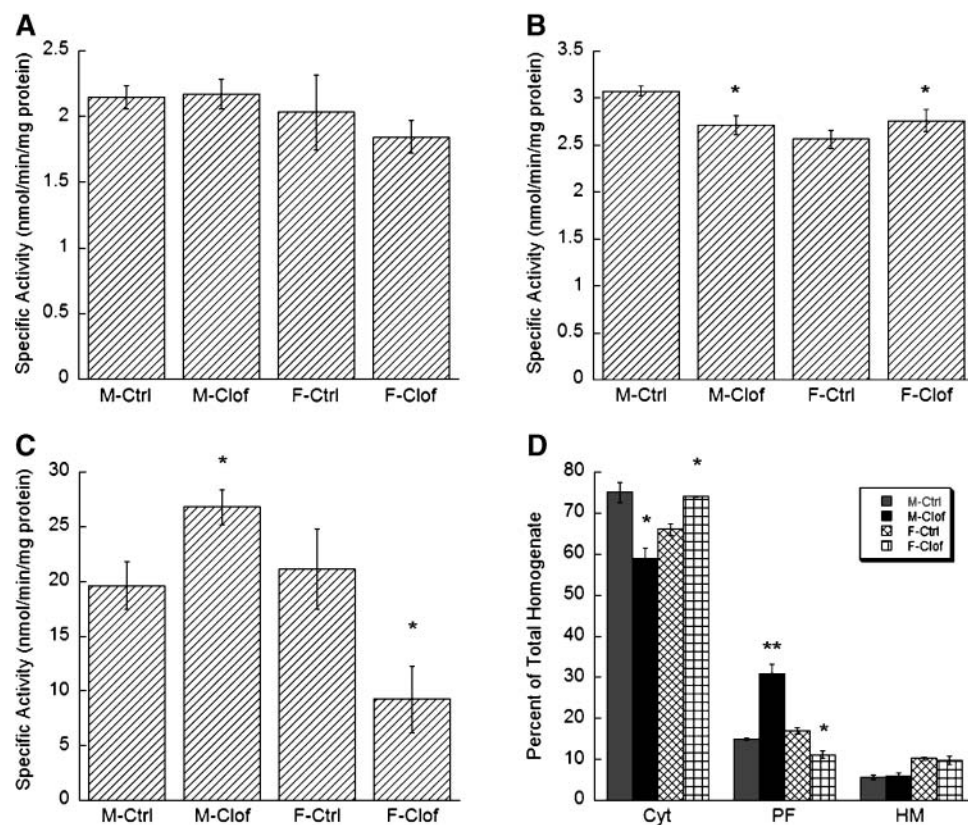 A
Specific Activity (nmol/min/mg protein)
2.5
2
1.5
1
0.5
0
M-Ctrl M-Clof F-Ctrl F-Clof
B
Specific Activity (nmol/min/mg protein)
3.5
3
2.5
2
1.5
1
0.5
0
* *
M-Ctrl M-Clof F-Ctrl F-Clof
C
Specific Activity (nmol/min/mg protein)
30
25
20
15
10
5
0
*
*
M-Ctrl M-Clof F-Ctrl F-Clof
D
Percent of Total Homogenate
80
70
60
50
40
30
20
10
0
*
*
**
*
M-Ctrl
M-Clof
F-Ctrl
F-Clof
Cyt PF HM